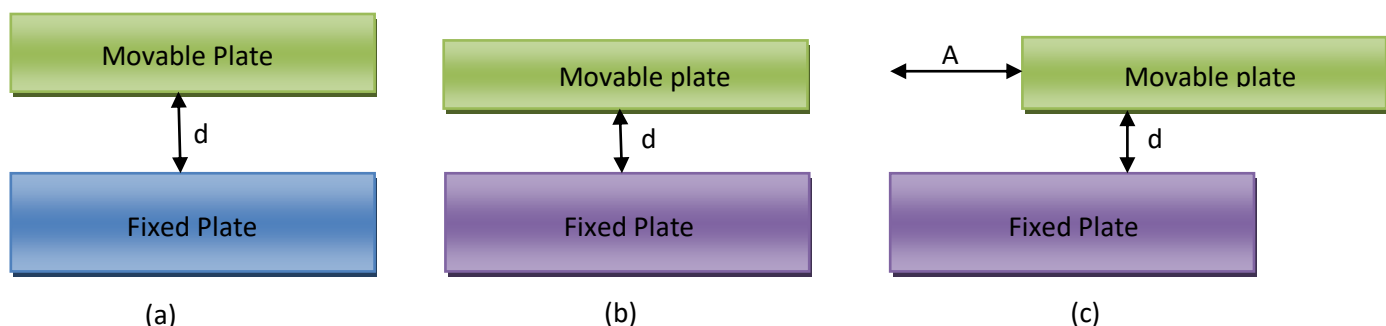 Movable Plate
d
Fixed Plate
(a)
Movable plate
d
Fixed Plate
(b)
A
Movable plate
d
Fixed Plate
(c)